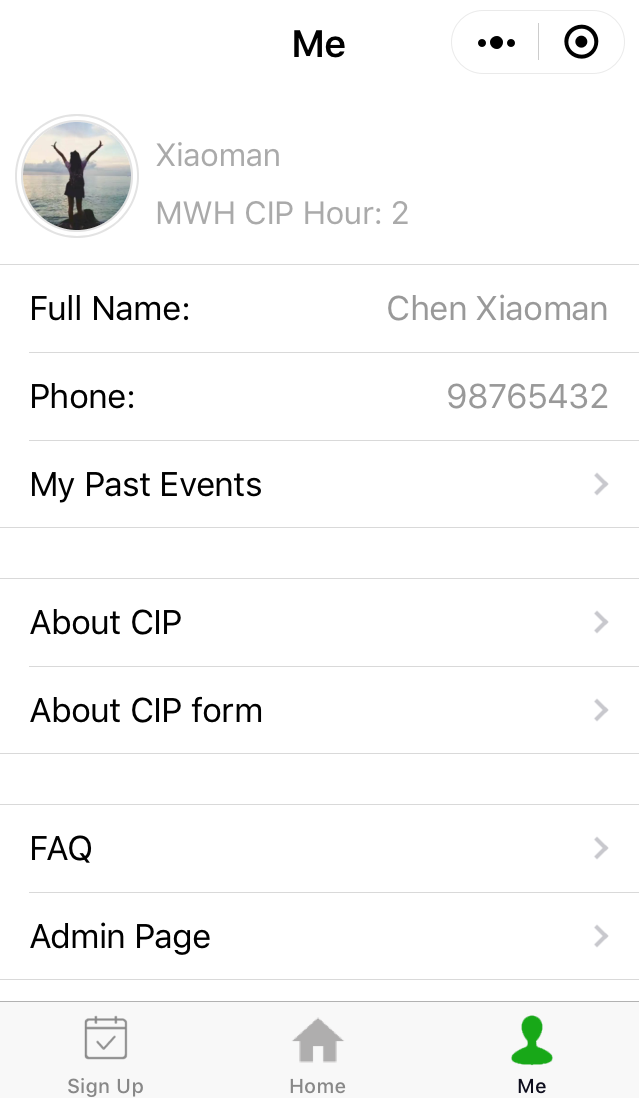 Me
Xiaoman
MWH CIP Hour: 2
Full Name: Chen Xiaoman
Phone: 98765432
My Past Events
About CIP
About CIP form
FAQ
Admin Page
Sign Up Home Me